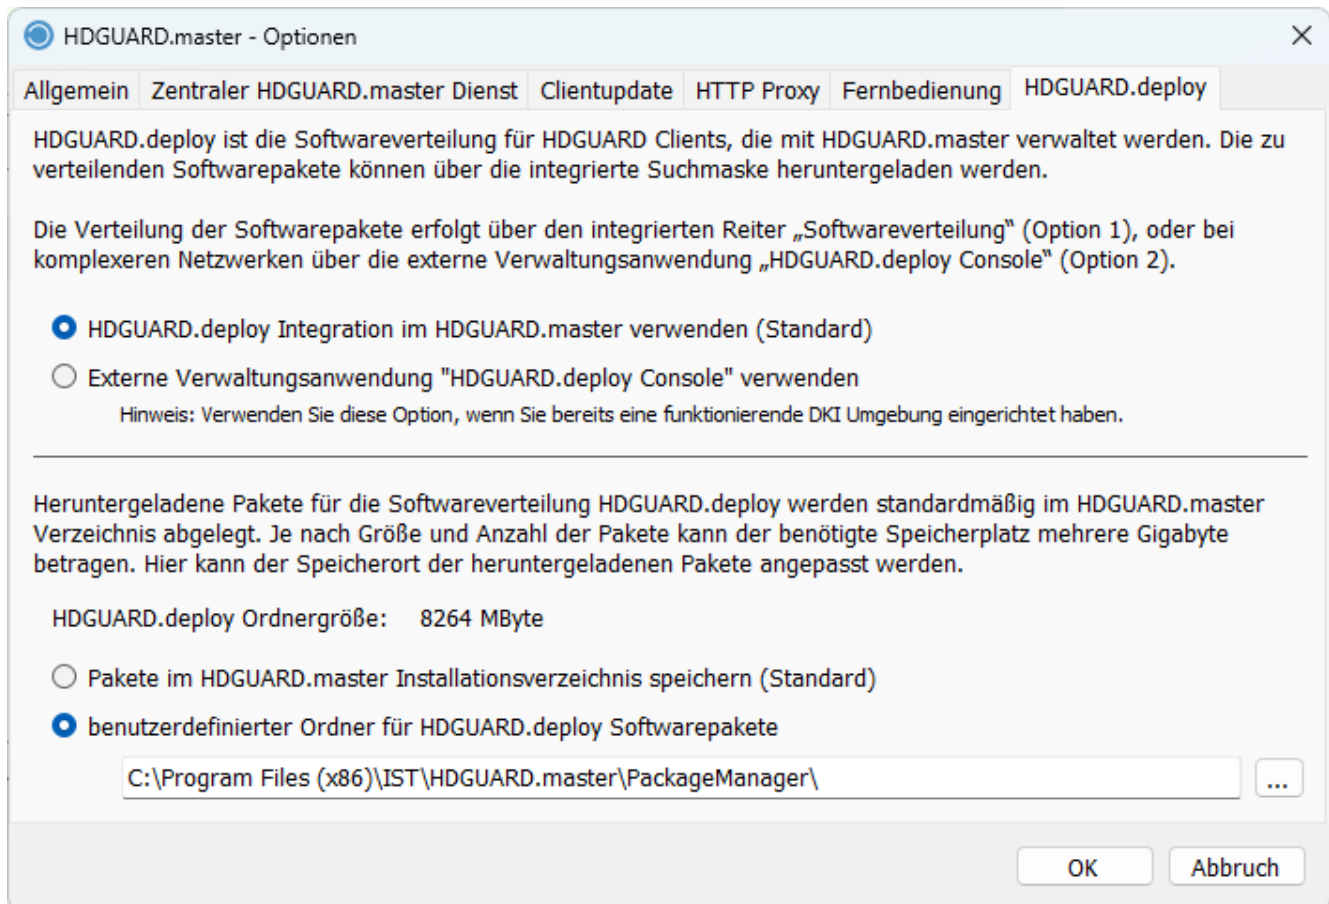 HDGUARD.master - Optionen
Allgemein Zentraler HDGUARD.master Dienst Clientupdate HTTP Proxy Fernbedienung HDGUARD.deploy
HDGUARD.deploy ist die Softwareverteilung für HDGUARD Clients, die mit HDGUARD.master verwaltet werden. Die zu
verteilenden Softwarepakete können über die integrierte Suchmaske heruntergeladen werden.
Die Verteilung der Softwarepakete erfolgt über den integrierten Reiter „Softwareverteilung“ (Option 1), oder bei
komplexeren Netzwerken über die externe Verwaltungsanwendung „HDGUARD.deploy Console“ (Option 2).
HDGUARD.deploy Integration im HDGUARD.master verwenden (Standard)
Externe Verwaltungsanwendung "HDGUARD.deploy Console" verwenden
Hinweis: Verwenden Sie diese Option, wenn Sie bereits eine funktionierende DKI Umgebung eingerichtet haben.
Heruntergeladene Pakete für die Softwareverteilung HDGUARD.deploy werden standardmäßig im HDGUARD.master
Verzeichnis abgelegt. Je nach Größe und Anzahl der Pakete kann der benötigte Speicherplatz mehrere Gigabyte
betragen. Hier kann der Speicherort der heruntergeladenen Pakete angepasst werden.
HDGUARD.deploy Ordnergröße: 8264 MByte
Pakete im HDGUARD.master Installationsverzeichnis speichern (Standard)
benutzerdefinierter Ordner für HDGUARD.deploy Softwarepakete
C:\Program Files (x86)\IST\HDGUARD.master\PackageManager\ ...
OK Abbruch